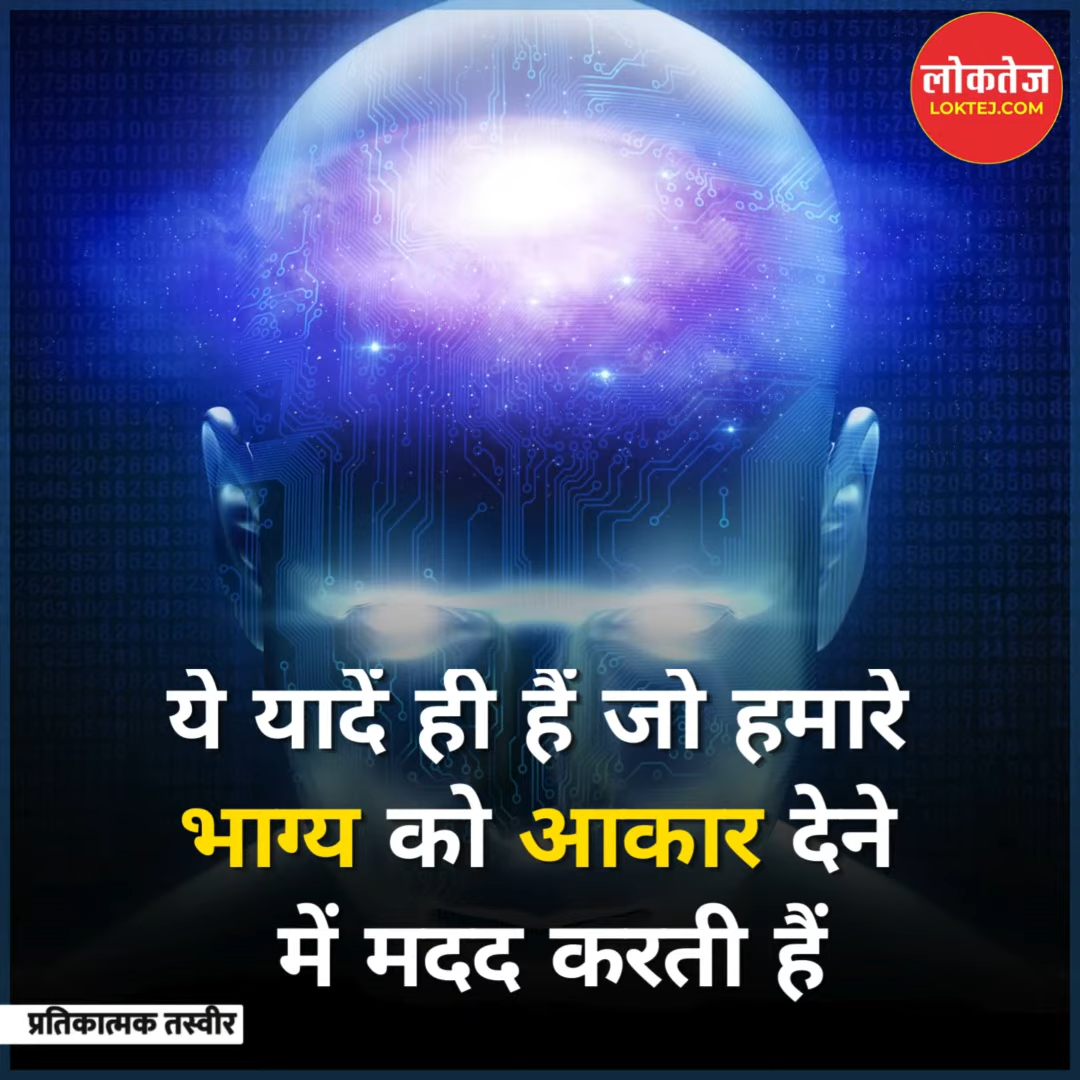 लोकतेज
LOKTEJ.COM
ये यादें ही हैं जो हमारे
भाग्य को आकार देने
में मदद करती हैं
प्रतिकात्मक तस्वीर